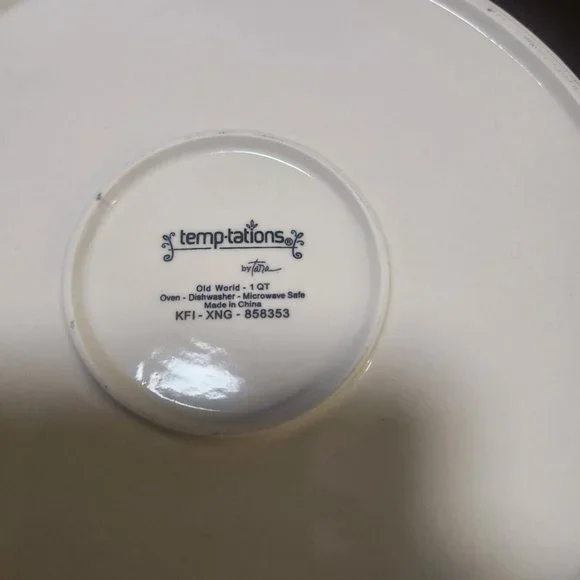 temp-tations®
by Tara
Old World - 1 QT
Oven - Dishwasher - Microwave Safe
Made in China
KFI - XNG - 858353